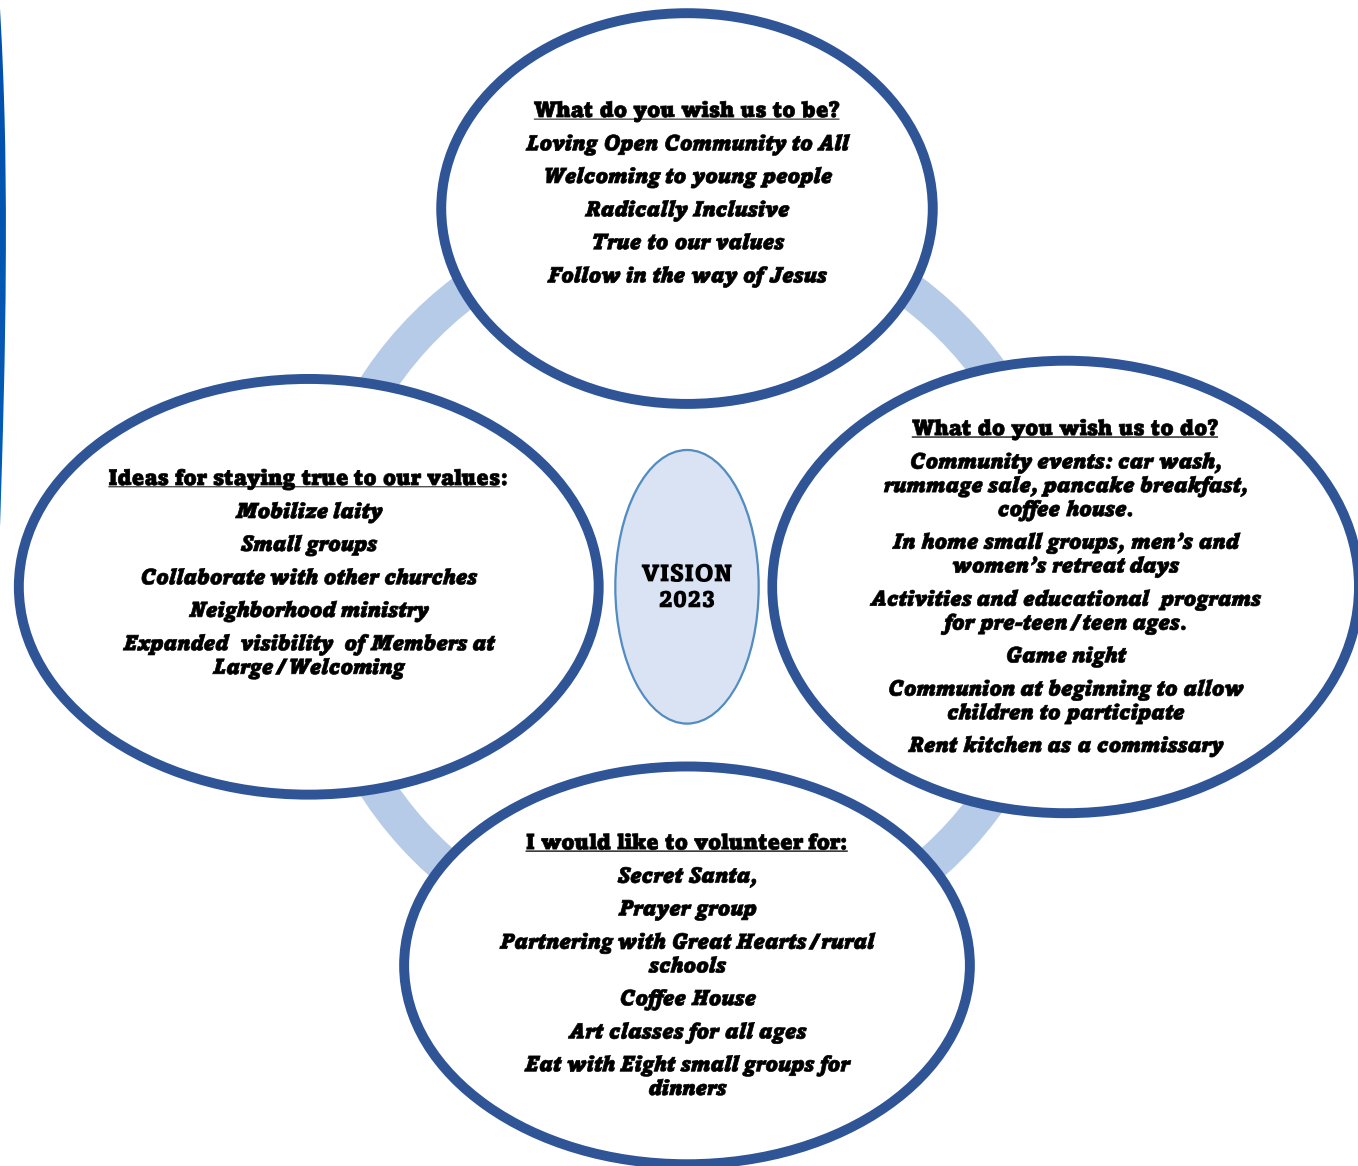 What do you wish us to be?
Loving Open Community to All
Welcoming to young people
Radically Inclusive
True to our values
Follow in the way of Jesus
What do you wish us to do?
Community events: car wash,
rummage sale, pancake breakfast,
coffee house.
In home small groups, men’s and
women’s retreat days
Activities and educational  programs
for pre-teen/teen ages.
Game night
Communion at beginning to allow
children to participate
Rent kitchen as a commissary
I would like to volunteer for:
Secret Santa,
Prayer group
Partnering with Great Hearts/rural
schools
Coffee House
Art classes for all ages
Eat with Eight small groups for
dinners
Ideas for staying true to our values:
Mobilize laity
Small groups
Collaborate with other churches
Neighborhood ministry
Expanded  visibility  of Members at
Large/Welcoming
VISION
2023